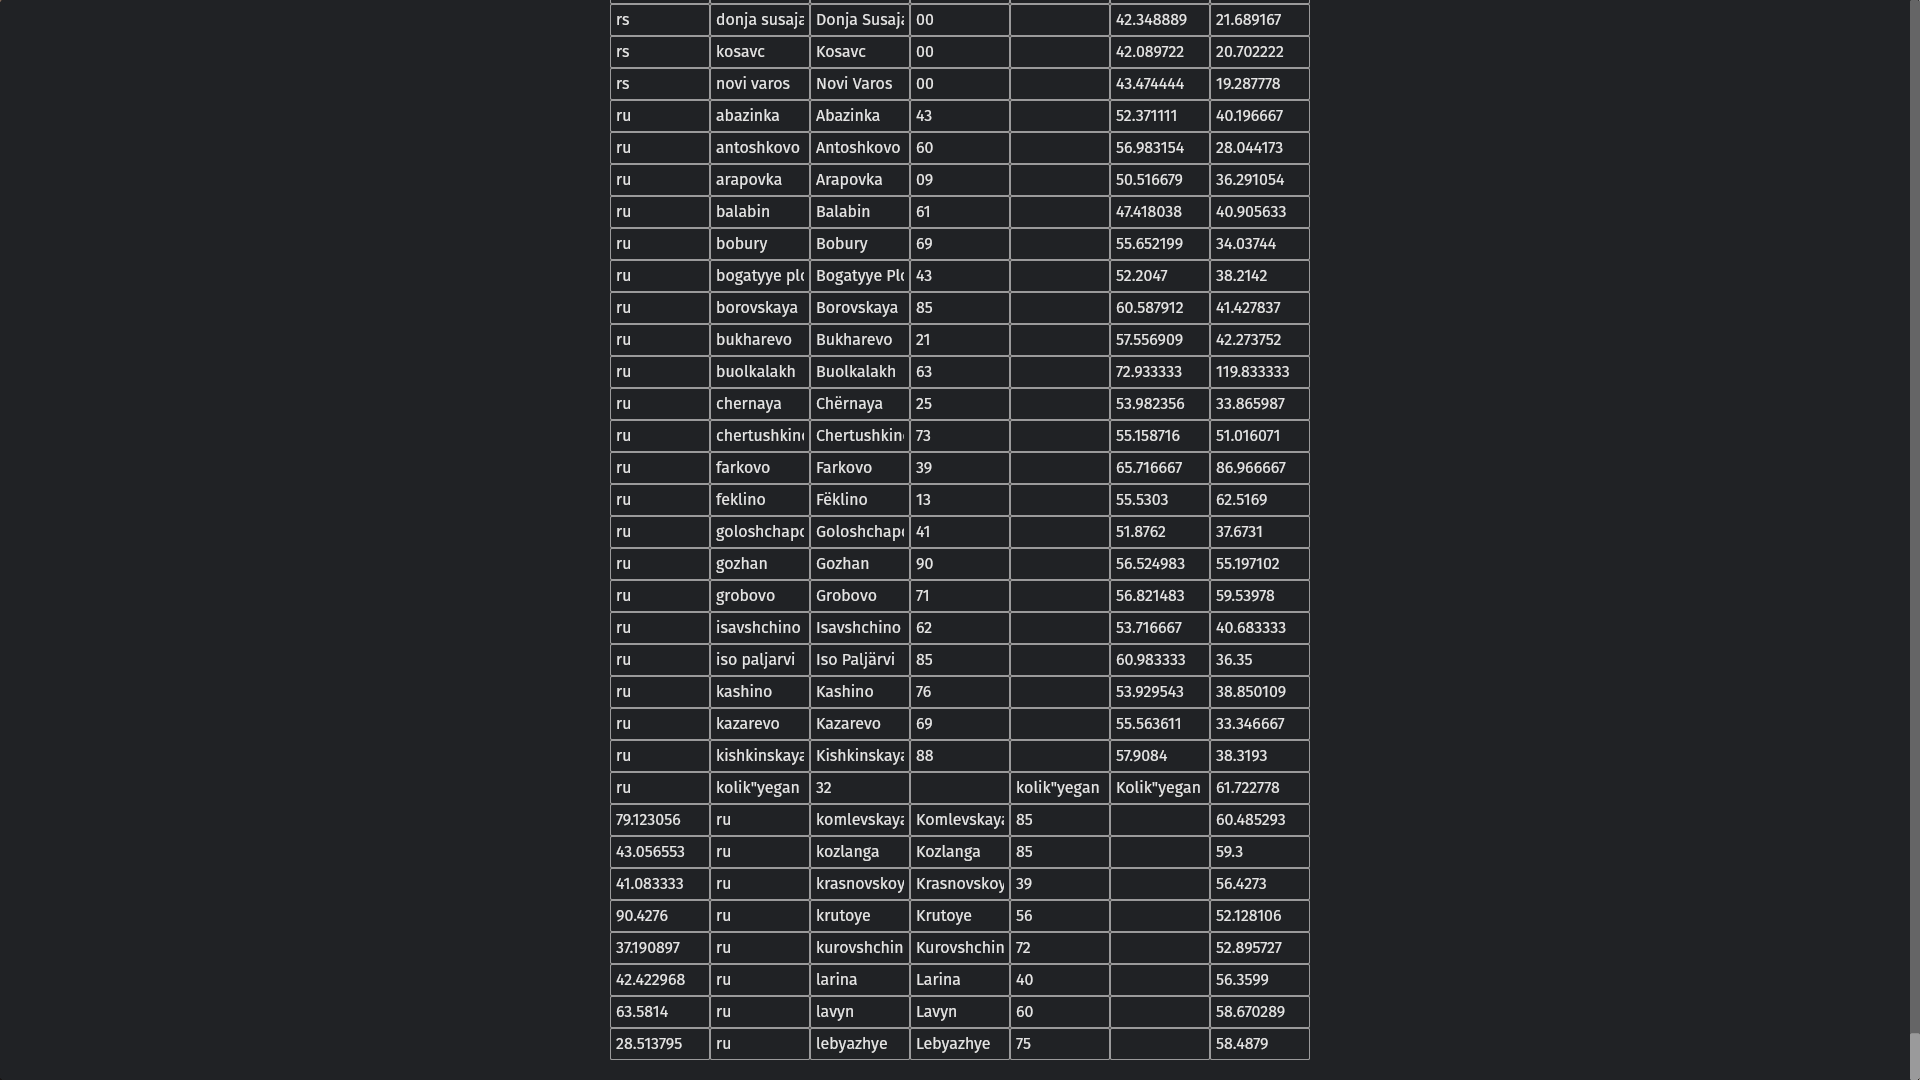 rs donja susaja Donja Susaja 00 42.348889 21.689167
rs kosavc Kosavc 00 42.089722 20.702222
rs novi varos Novi Varos 00 43.474444 19.287778
ru abazinka Abazinka 43 52.371111 40.196667
ru antoshkovo Antoshkovo 60 56.983154 28.044173
ru arapovka Arapovka 09 50.516679 36.291054
ru balabin Balabin 61 47.418038 40.905633
ru bobury Bobury 69 55.652199 34.03744
ru bogatyye plo Bogatyye Plo 43 52.2047 38.2142
ru borovskaya Borovskaya 85 60.587912 41.427837
ru bukharevo Bukharevo 21 57.556909 42.273752
ru buolkalakh Buolkalakh 63 72.933333 119.833333
ru chernaya Chërnaya 25 53.982356 33.865987
ru chertushkino Chertushkin 73 55.158716 51.016071
ru farkovo Farkovo 39 65.716667 86.966667
ru feklino Fëklino 13 55.5303 62.5169
ru goloshchapo Goloshchapo 41 51.8762 37.6731
ru gozhan Gozhan 90 56.524983 55.197102
ru grobovo Grobovo 71 56.821483 59.53978
ru isavshchino Isavshchino 62 53.716667 40.683333
ru iso paljarvi Iso Paljärvi 85 60.983333 36.35
ru kashino Kashino 76 53.929543 38.850109
ru kazarevo Kazarevo 69 55.563611 33.346667
ru kishkinskaya Kishkinskaya 88 57.9084 38.3193
ru kolik"yegan 32 kolik"yegan Kolik"yegan 61.722778
79.123056 ru komlevskaya Komlevskaya 85 60.485293
43.056553 ru kozlanga Kozlanga 85 59.3
41.083333 ru krasnovskoy Krasnovskoy 39 56.4273
90.4276 ru krutoye Krutoye 56 52.128106
37.190897 ru kurovshchin Kurovshchin 72 52.895727
42.422968 ru larina Larina 40 56.3599
63.5814 ru lavyn Lavyn 60 58.670289
28.513795 ru lebyazhye Lebyazhye 75 58.4879